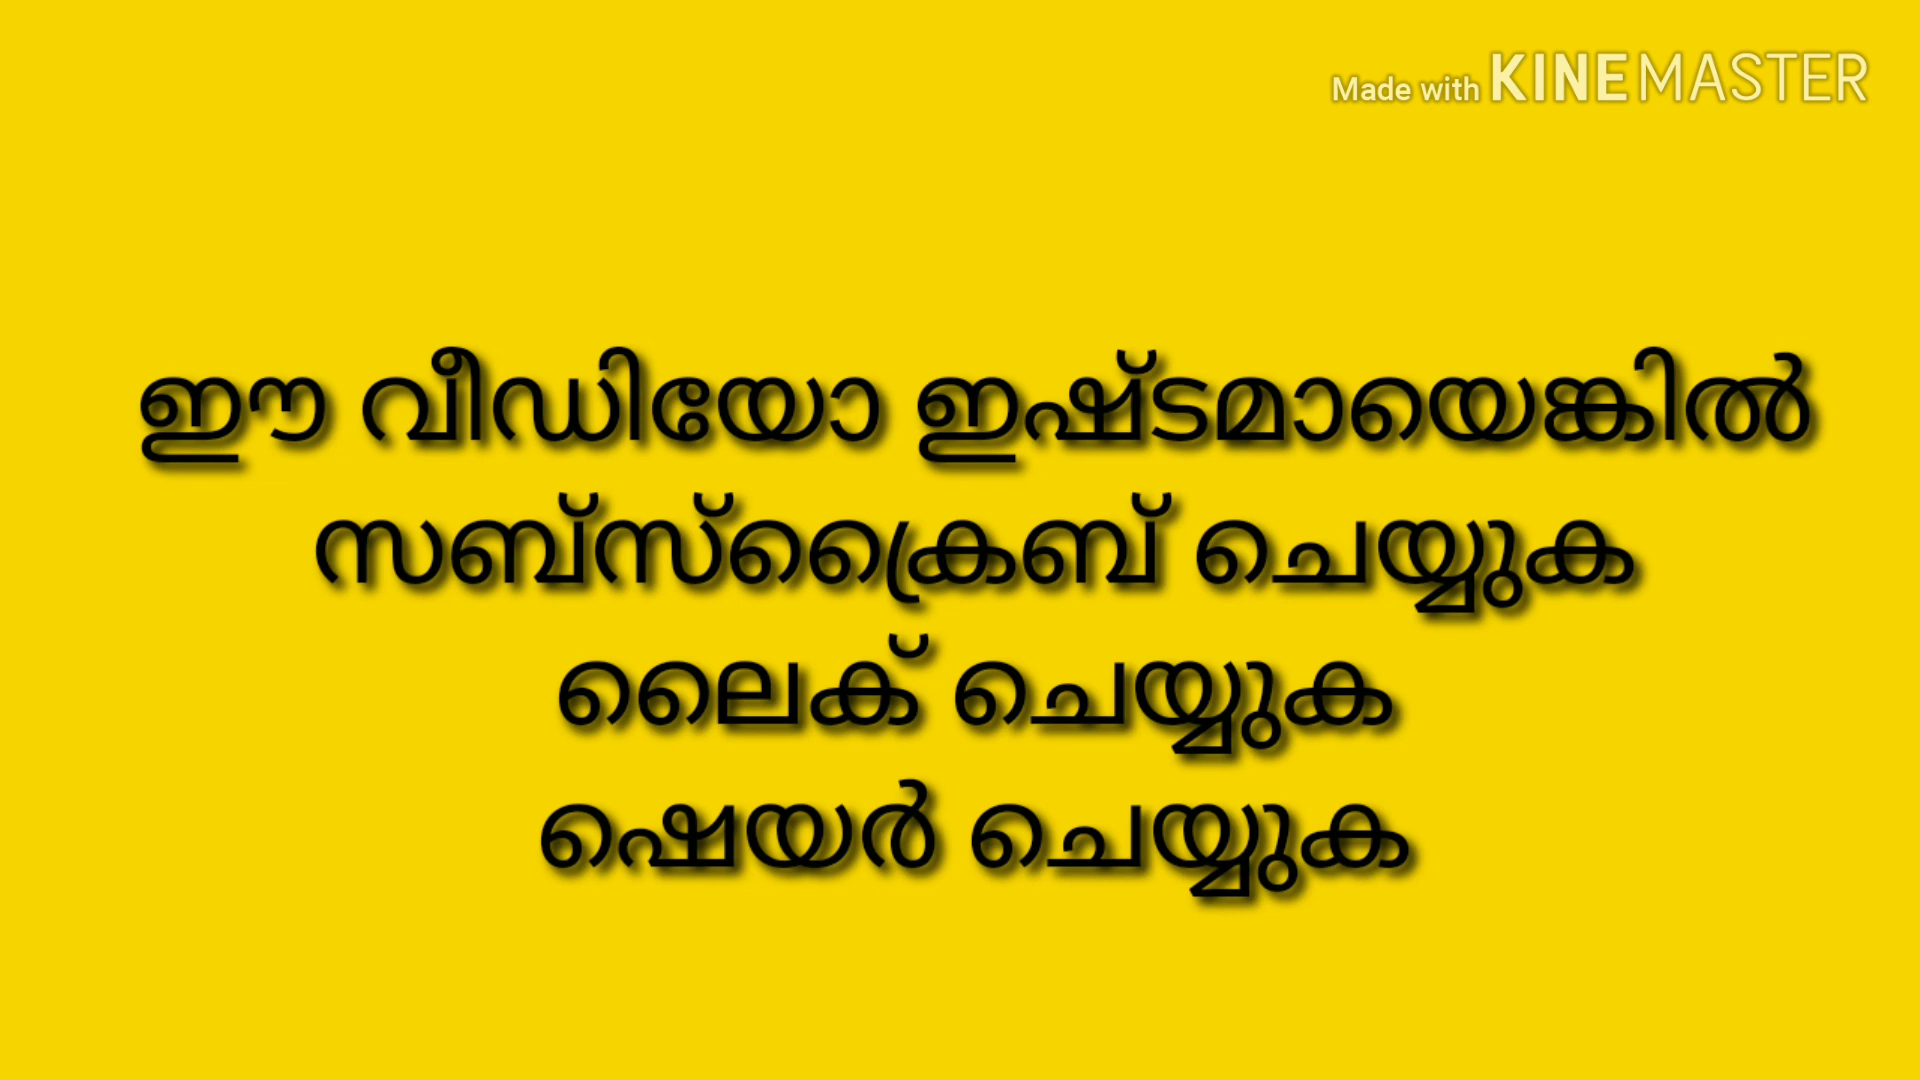 Made with KINEMASTER
ഈ വീഡിയോ ഇഷ്ടമായെങ്കിൽ
സബ്സ്ക്രൈബ് ചെയ്യുക
ലൈക് ചെയ്യുക
ഷെയർ ചെയ്യുക